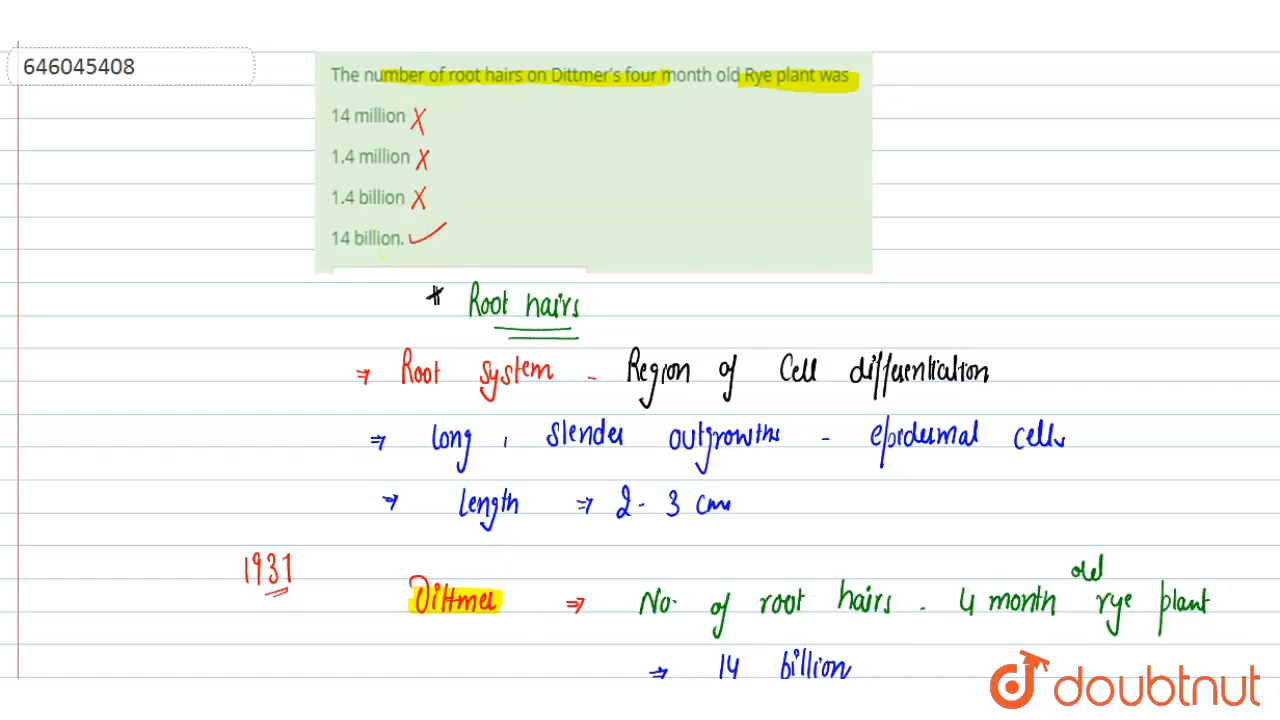 646045408
The number of root hairs on Dittmer's four month old Rye plant was
14 million X
1.4 million X
1.4 billion X
14 billion.
* Root hairs
⇒ Root system - Region of Cell differentiation
⇒ long, slender outgrowths - epidermal cells
⇒ length ⇒ 2-3 cm
1937
Dittmer ⇒ No. of root hairs - 4 month old rye plant
⇒ 14 billion
doubtnut